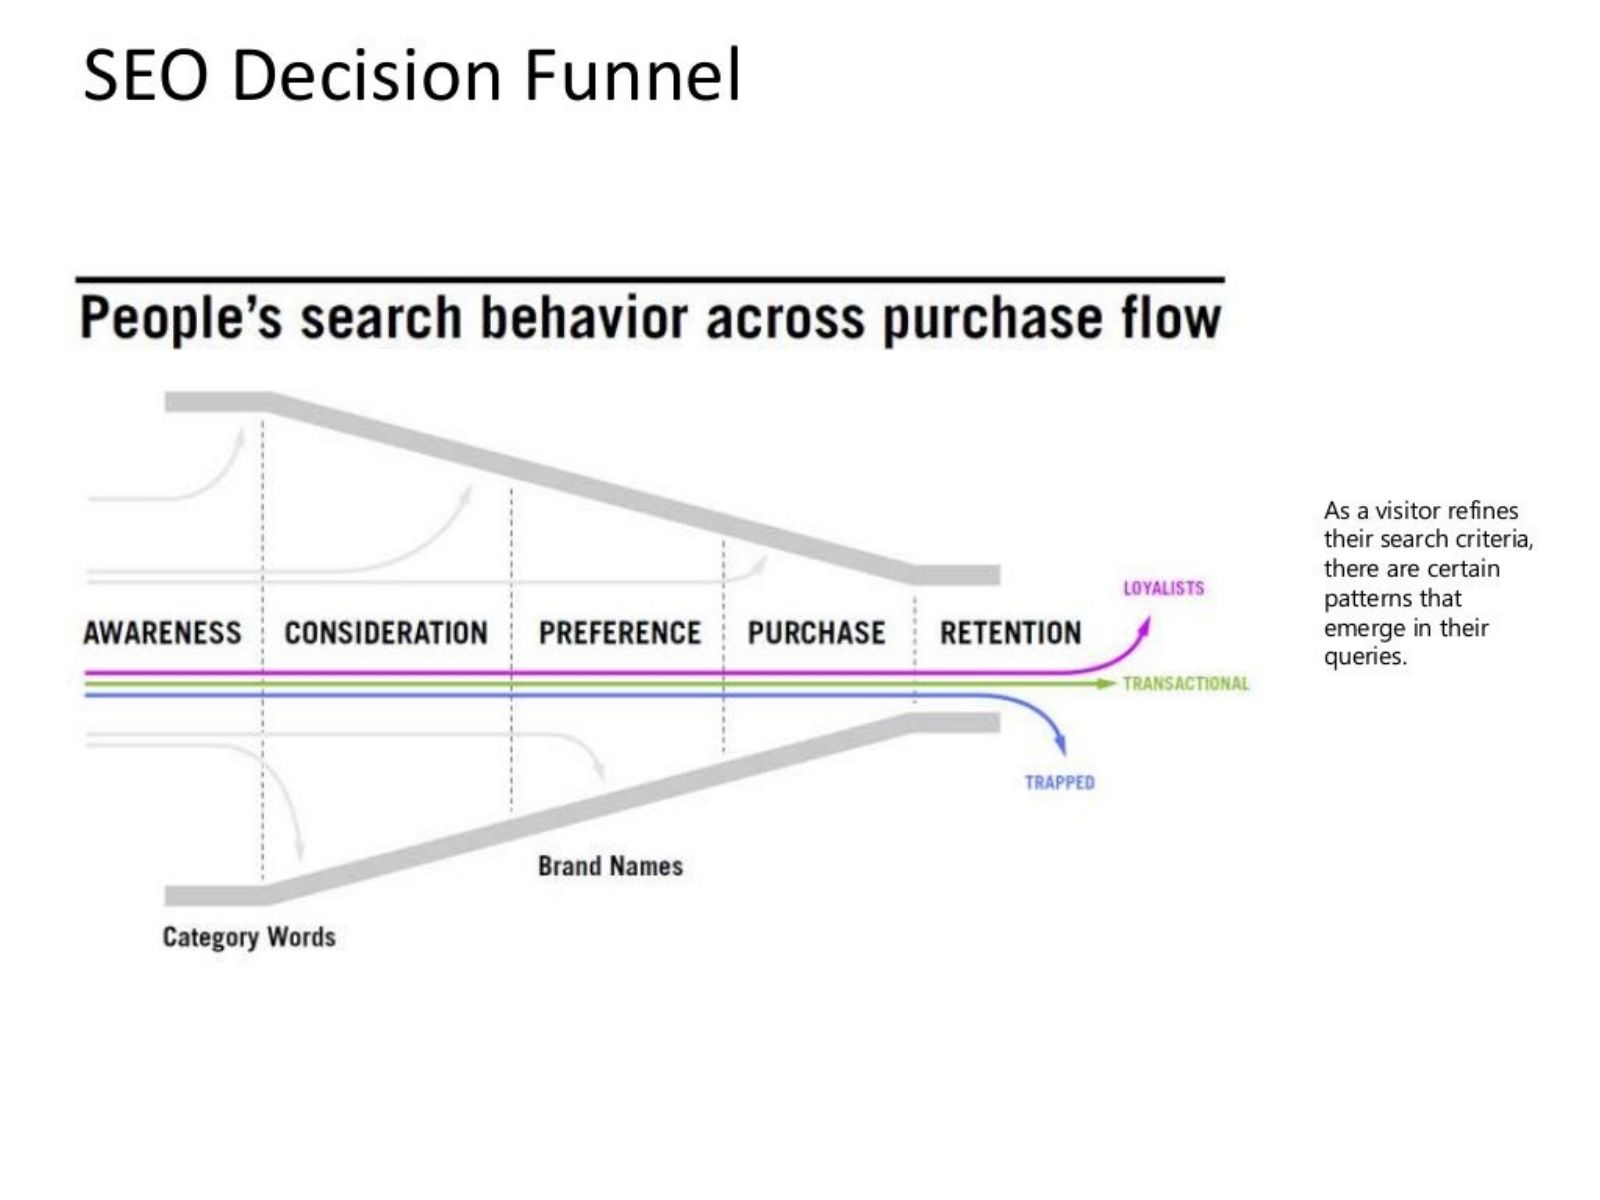 SEO Decision Funnel
People's search behavior across purchase flow
AWARENESS
CONSIDERATION
PREFERENCE
PURCHASE
RETENTION
LOYALISTS
TRANSACTIONAL
TRAPPED
Brand Names
Category Words
As a visitor refines
their search criteria,
there are certain
patterns that
emerge in their
queries.